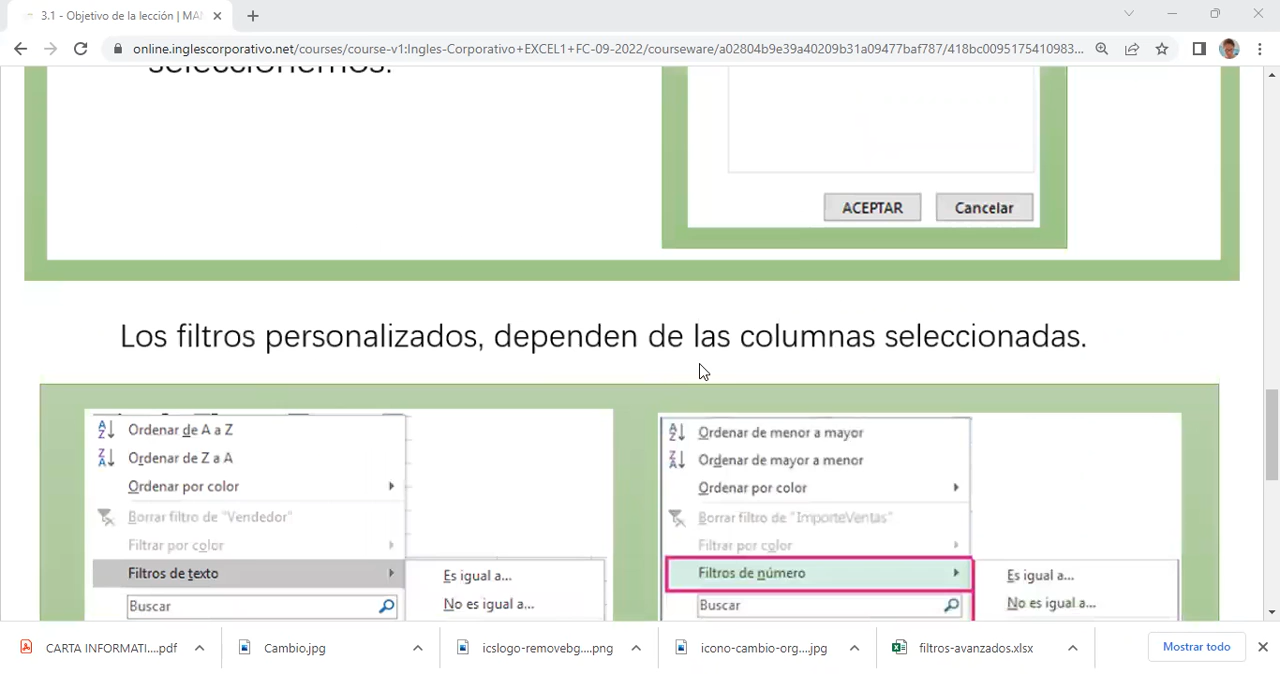 3.1 - Objetivo de la lección | MAN
online.inglescorporativo.net/courses/course-v1:Ingles-Corporativo+EXCEL1+FC-09-2022/courseware/a02804b9e39a40209b31a09477baf787/418bc0095175410983...
seleccionemos.
ACEPTAR Cancelar
Los filtros personalizados, dependen de las columnas seleccionadas.
Ordenar de A a Z
Ordenar de Z a A
Ordenar por color
Borrar filtro de "Vendedor"
Filtrar por color
Filtros de texto
Es igual a...
Buscar
No es igual a...
Ordenar de menor a mayor
Ordenar de mayor a menor
Ordenar por color
Borrar filtro de "ImporteVentas"
Filtrar por color
Filtros de número
Es igual a...
Buscar
No es igual a...
CARTA INFORMATI....pdf
Cambio.jpg
icslogo-removebg....png
icono-cambio-org....jpg
filtros-avanzados.xlsx
Mostrar todo